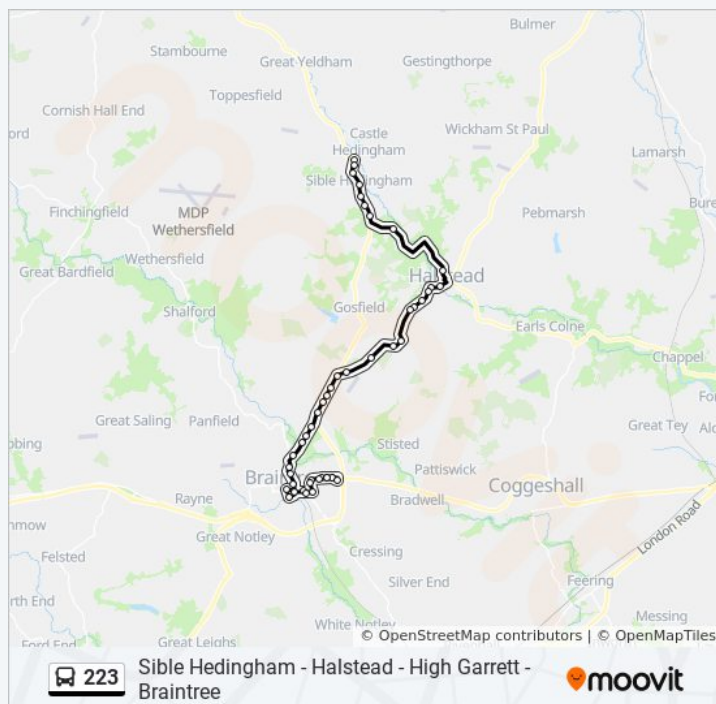 Bulmer
Stambourne
Great Yeldham
Gestingthorpe
Toppesfield
Cornish Hall End
Castle
Hedingham
Wickham St Paul
Lamarsh
Sible Hedingham
MDP
Wethersfield
Finchingfield
Pebmarsh
Wethersfield
Great Bardfield
Halstead
Gosfield
Shalford
Earls Colne
Chappel
Great Saling
Panfield
Great Tey
Stisted
Pattiswick
Coggeshall
Rayne
Bradwell
Great Notley
London Road
Felsted
Cressing
Silver End
Feering
White Notley
Messing
Ford End
Great Leighs
© OpenStreetMap contributors | © OpenMapTiles
223
Sible Hedingham - Halstead - High Garrett -
Braintree
moovit